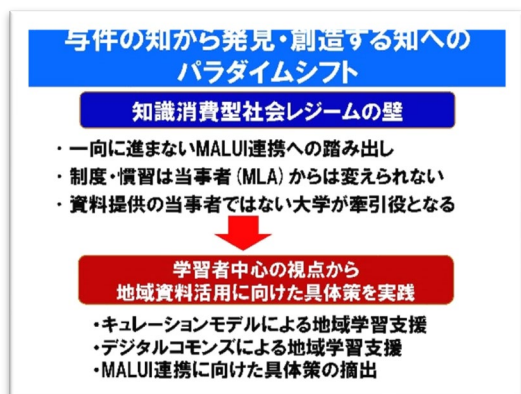 与件の知から発見・創造する知への
パラダイムシフト
知識消費型社会レジームの壁
・一向に進まないMALUI連携への踏み出し
・制度・慣習は当事者(MLA)からは変えられない
・資料提供の当事者ではない大学が牽引役となる
学習者中心の視点から
地域資料活用に向けた具体策を実践
・キュレーションモデルによる地域学習支援
・デジタルコモンズによる地域学習支援
・MALUI連携に向けた具体策の摘出